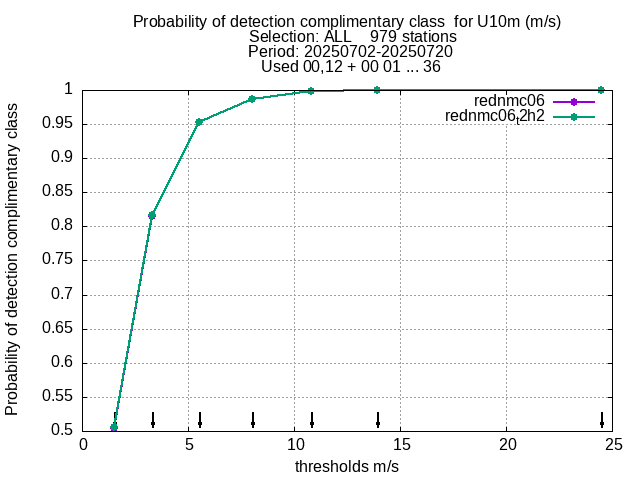 Probability of detection complimentary class  for U10m (m/s)
Selection: ALL    979 stations
Period: 20250702-20250720
Used 00,12 + 00 01 ... 36
Probability of detection complimentary class
1
0.95
0.9
0.85
0.8
0.75
0.7
0.65
0.6
0.55
0.5
rednmc06
rednmc06,2h2
0 5 10 15 20 25
thresholds m/s